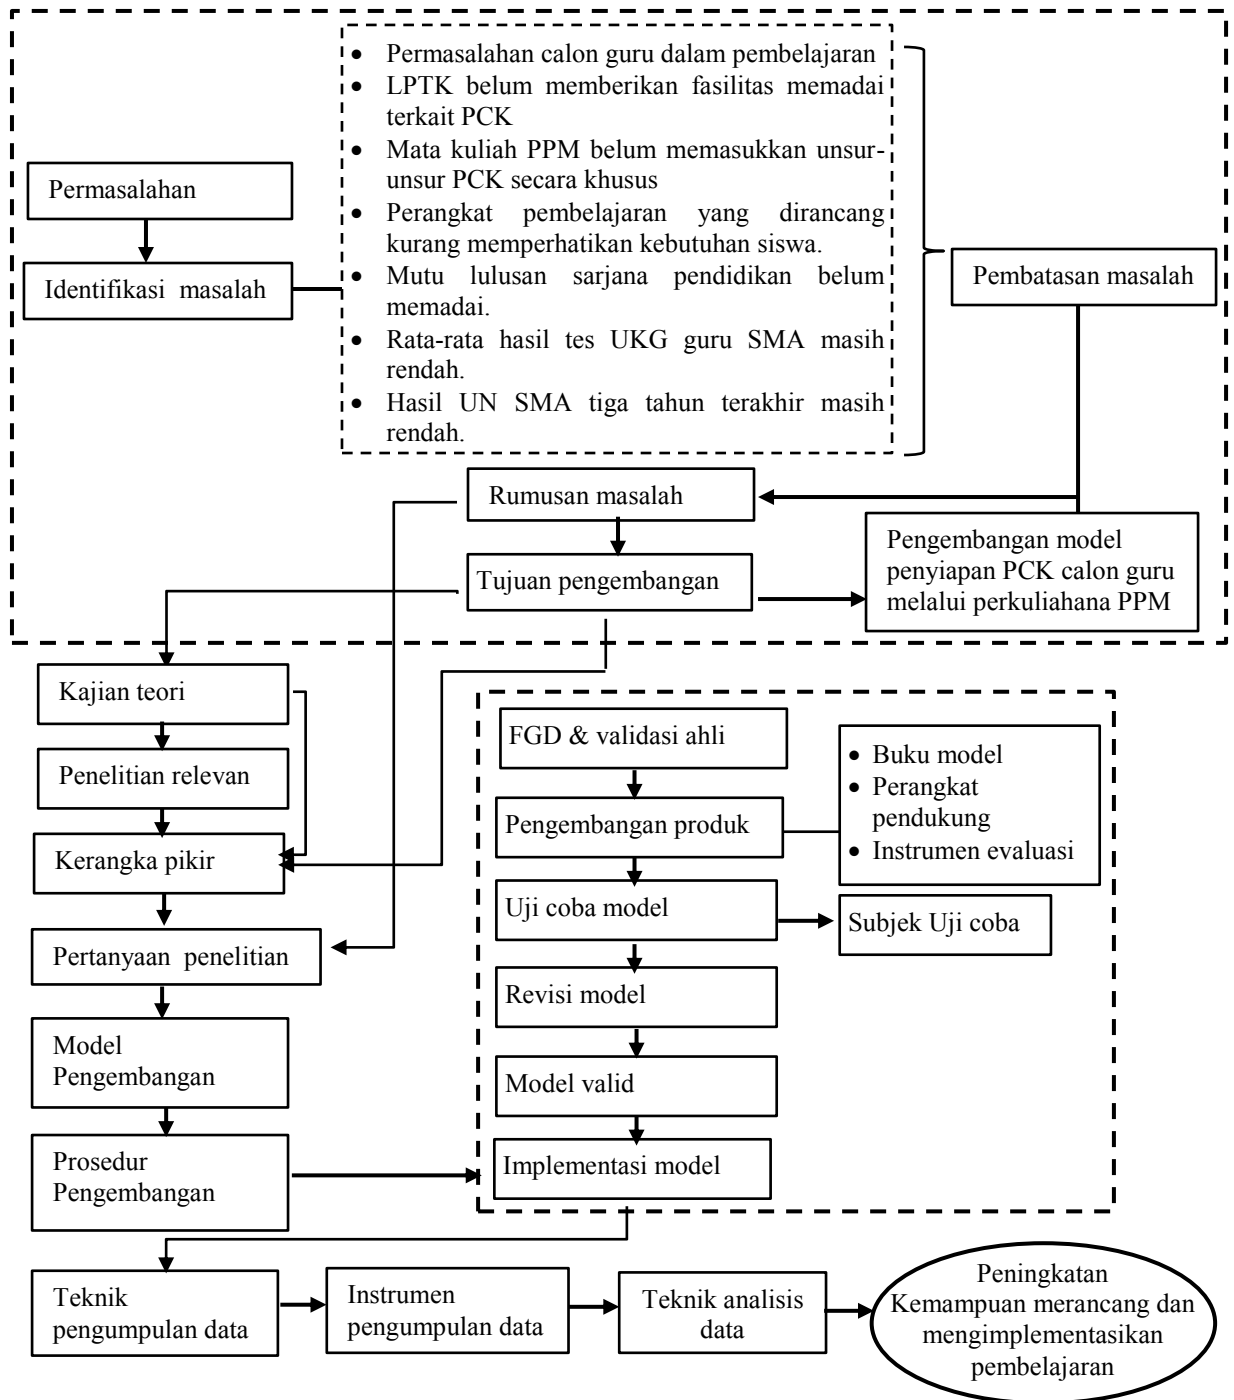 • Permasalahan calon guru dalam pembelajaran
• LPTK belum memberikan fasilitas memadai
terkait PCK
• Mata kuliah PPM belum memasukkan unsur-
unsur PCK secara khusus
• Perangkat pembelajaran yang dirancang
kurang memperhatikan kebutuhan siswa.
• Mutu lulusan sarjana pendidikan belum
memadai.
• Rata-rata hasil tes UKG guru SMA masih
rendah.
• Hasil UN SMA tiga tahun terakhir masih
rendah.
Permasalahan
Identifikasi masalah
Pembatasan masalah
Rumusan masalah
Tujuan pengembangan
Pengembangan model
penyiapan PCK calon guru
melalui perkuliahana PPM
Kajian teori
Penelitian relevan
Kerangka pikir
Pertanyaan penelitian
Model
Pengembangan
Prosedur
Pengembangan
FGD & validasi ahli
Pengembangan produk
Uji coba model
Revisi model
Model valid
Implementasi model
• Buku model
• Perangkat
pendukung
• Instrumen evaluasi
Subjek Uji coba
Teknik
pengumpulan data
Instrumen
pengumpulan data
Teknik analisis
data
Peningkatan
Kemampuan merancang dan
mengimplementasikan
pembelajaran